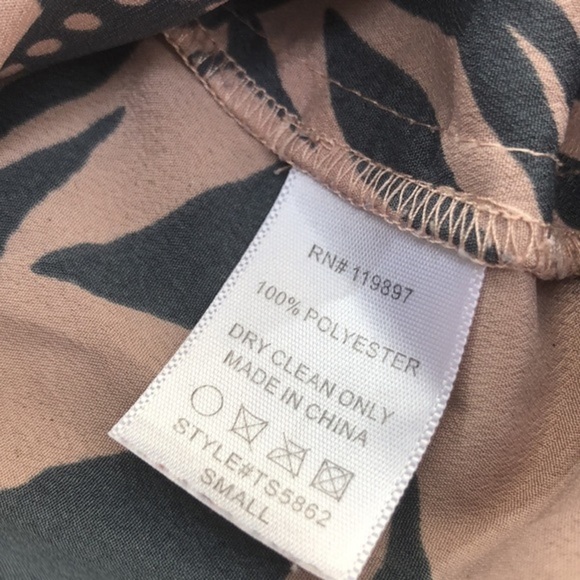 RN# 119897
100% POLYESTER
DRY CLEAN ONLY
MADE IN CHINA
STYLE#TS5862
SMALL